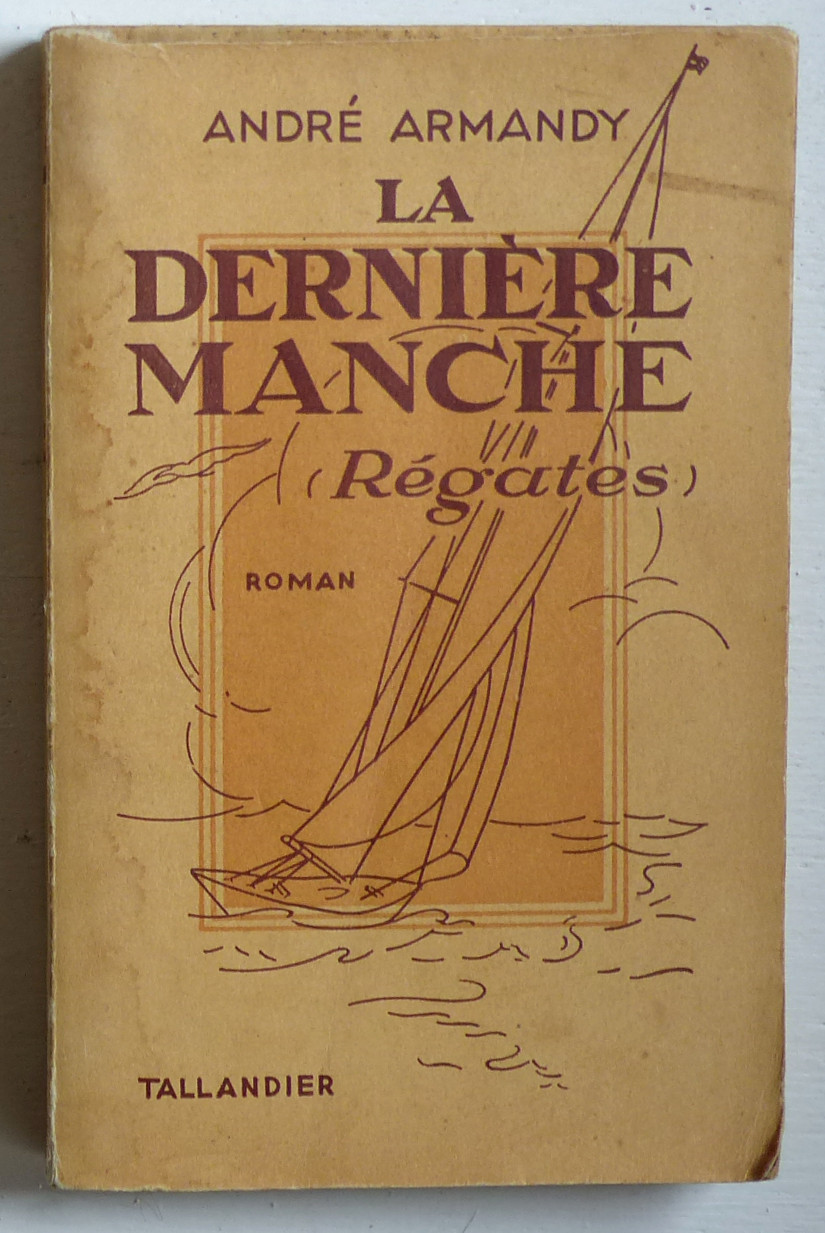 ANDRÉ ARMANDY
LA
DERNIÈRE
MANCHE
(Régates)
ROMAN
TALLANDIER